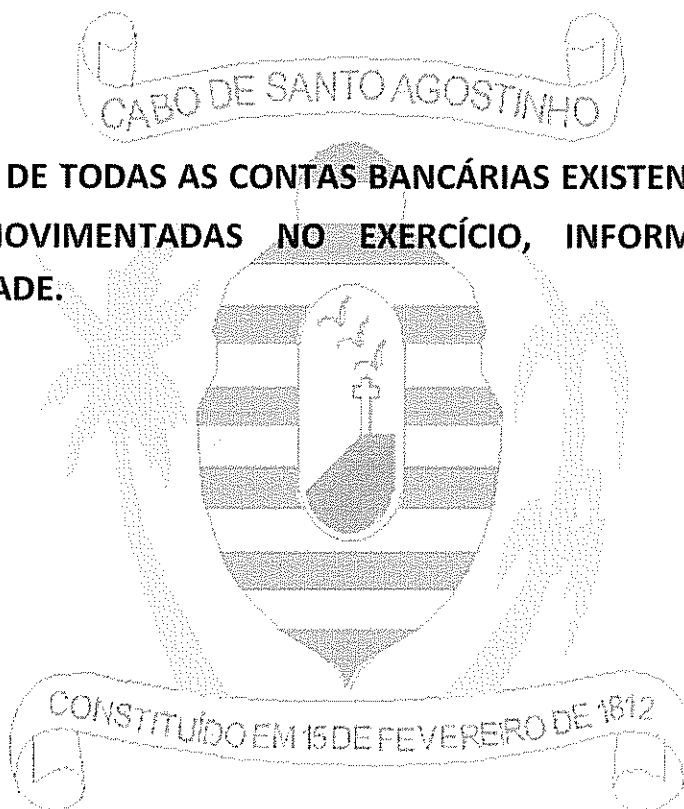 CABO DE SANTO AGOSTINHO
DE TODAS AS CONTAS BANCÁRIAS EXISTEN
MOVIMENTADAS NO EXERCÍCIO, INFORM
ADE.
CONSTITUÍDO EM 15 DE FEVEREIRO DE 1812